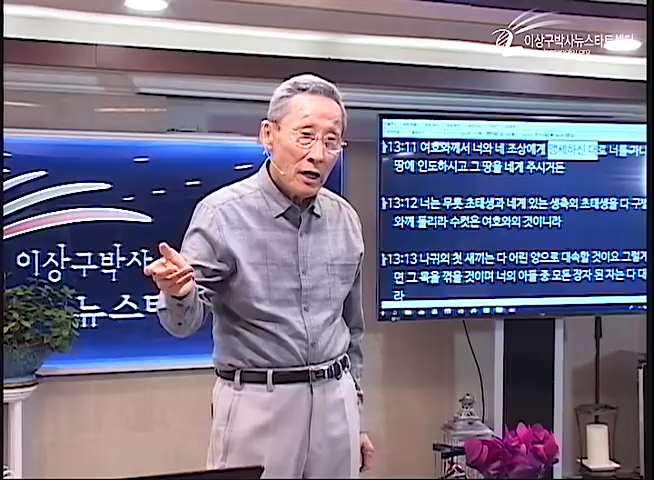 이상구박사뉴스타트센터
13:11 여호와께서 너와 네 조상에게 맹세하신 대로 너를 가나
땅에 인도하시고 그 땅을 네게 주시거든
13:12 너는 무릇 초태생과 네게 있는 생축의 초태생을 다 구별
와께 돌리라 수컷은 여호와의 것이니라
13:13 나귀의 첫 새끼는 다 어린 양으로 대속할 것이요 그렇게
면 그 목을 꺾을 것이며 너의 아들 중 모든 장자 된 자는 다 대
라
이상구박사
뉴스타